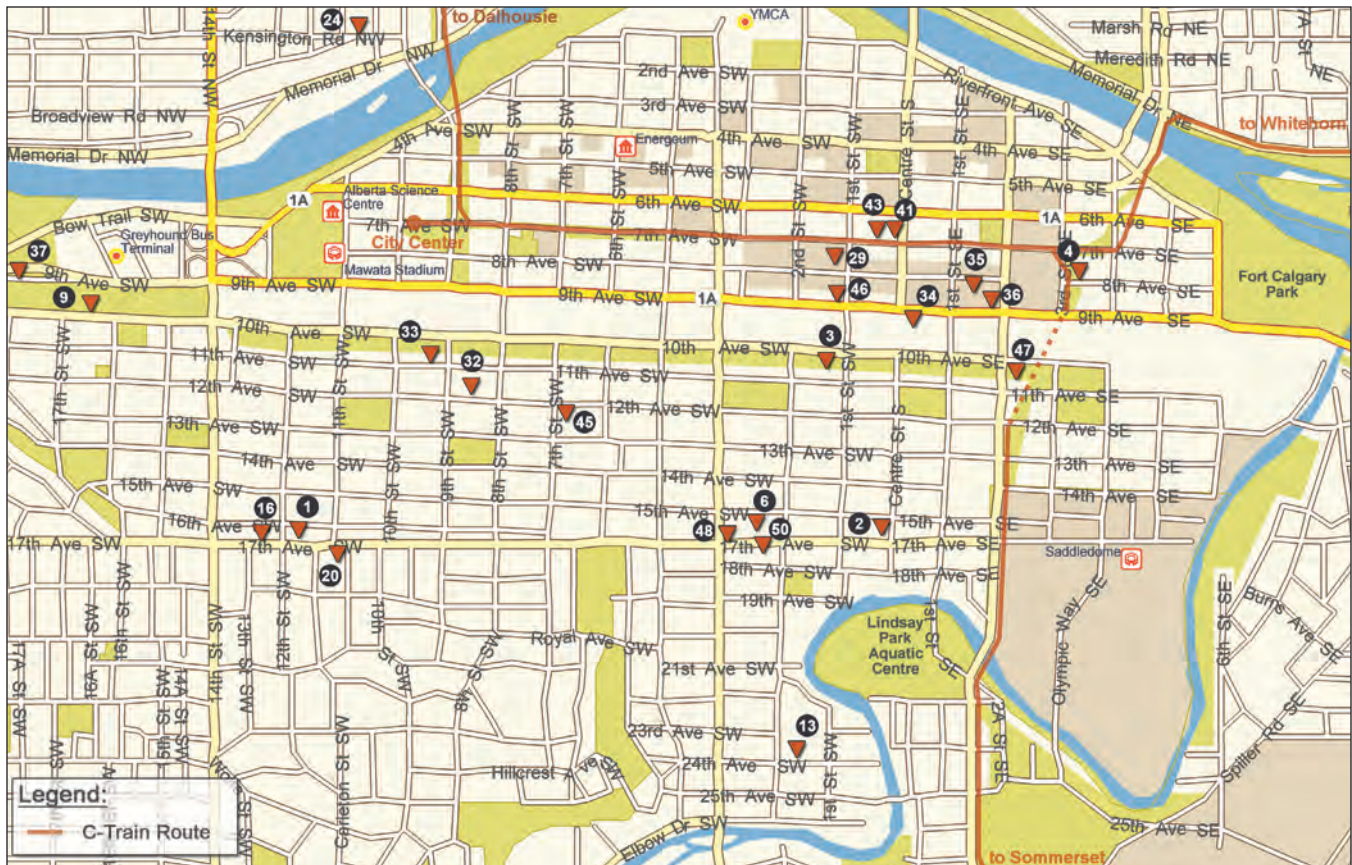 24
to Dalhousie
YMCA
Kensington Rd NW
Marsh Rd NE
Meredith Rd NE
17A St NE
14th St NW
Memorial Dr NW
2nd Ave SW
3rd Ave SW
Riverfront Ave SE
Memorial Dr NE
to Whitehorn
Broadview Rd NW
Memorial Dr NW
4th Ave SW
8th St SW
7th St SW
Energeum
4th Ave SW
1st St SW
Centre St S
1st St SE
4th Ave SE
5th Ave SW
5th Ave SE
1A
Alberta Science
Centre
6th Ave SW
43
41
1A
6th Ave SE
Bow Trail SW
7th Ave SW
City Center
6th St SW
7th Ave SW
2nd St SW
Greyhound Bus
Terminal
37
9th Ave SW
Mawata Stadium
8th Ave SW
29
35
4
7th Ave SE
8th Ave SE
3rd St SE
Fort Calgary
Park
9
9th Ave SW
9th Ave SW
1A
46
34
1st St SE
36
9th Ave SE
10th Ave SW
33
10th Ave SW
3
10th Ave SE
47
11th Ave SW
32
11th Ave SW
11th Ave SE
12th Ave SW
12th Ave SW
45
12th Ave SE
17th St SW
11th St SW
13th Ave SW
9th St SW
8th St SW
7th St SW
1st St SW
Centre St S
13th Ave SW
13th Ave SE
14th Ave SW
10th St SW
14th Ave SW
14th Ave SE
15th Ave SW
16
1
15th Ave SW
6
50
2
15th Ave SE
16th Ave SW
48
17th Ave SW
17th Ave SW
17th Ave SW
17th Ave SE
20
18th Ave SW
18th Ave SE
Saddledome
19th Ave SW
16A St SW
16th St SW
14th St SW
13th St SW
12th St SW
10th St SW
8th St SW
Royal Ave SW
Lindsay
Park
Aquatic
Centre
1st St SE
Olympic Way SE
6th St SE
Burns Ave SE
17A St SW
15th St SW
14A St SW
21st Ave SW
2A St SE
Spiller Rd SE
23rd Ave SW
13
Carleton St SW
Hillcrest Ave SW
24th Ave SW
1st St SW
25th Ave SW
25th Ave SE
Elbow Dr SW
to Sommerset
Legend:
C-Train Route